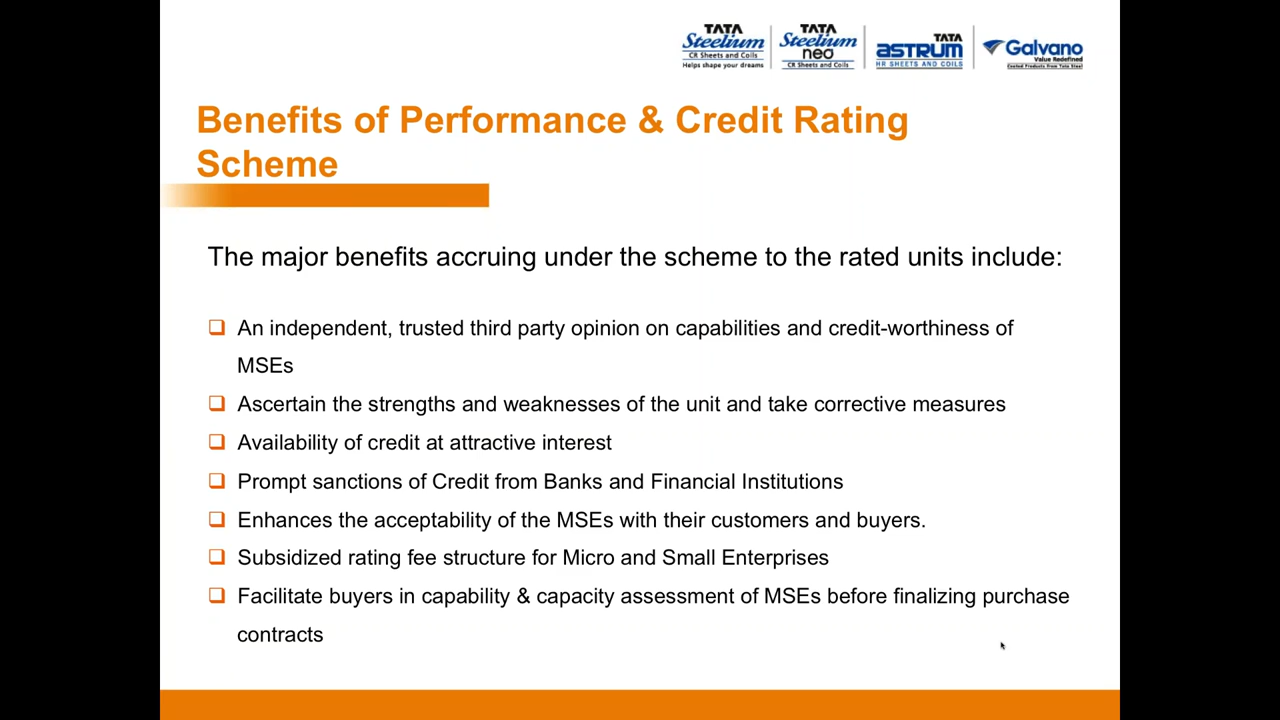 TATA
Steelium
CR Sheets and Coils
Helps shape your dreams
TATA
Steelium
neo
CR Sheets and Coils
TATA
ASTRUM
HR SHEETS AND COILS
Galvano
Value Redefined
Coated Products from Tata Steel
Benefits of Performance & Credit Rating
Scheme
The major benefits accruing under the scheme to the rated units include:
An independent, trusted third party opinion on capabilities and credit-worthiness of
MSEs
Ascertain the strengths and weaknesses of the unit and take corrective measures
Availability of credit at attractive interest
Prompt sanctions of Credit from Banks and Financial Institutions
Enhances the acceptability of the MSEs with their customers and buyers.
Subsidized rating fee structure for Micro and Small Enterprises
Facilitate buyers in capability & capacity assessment of MSEs before finalizing purchase
contracts